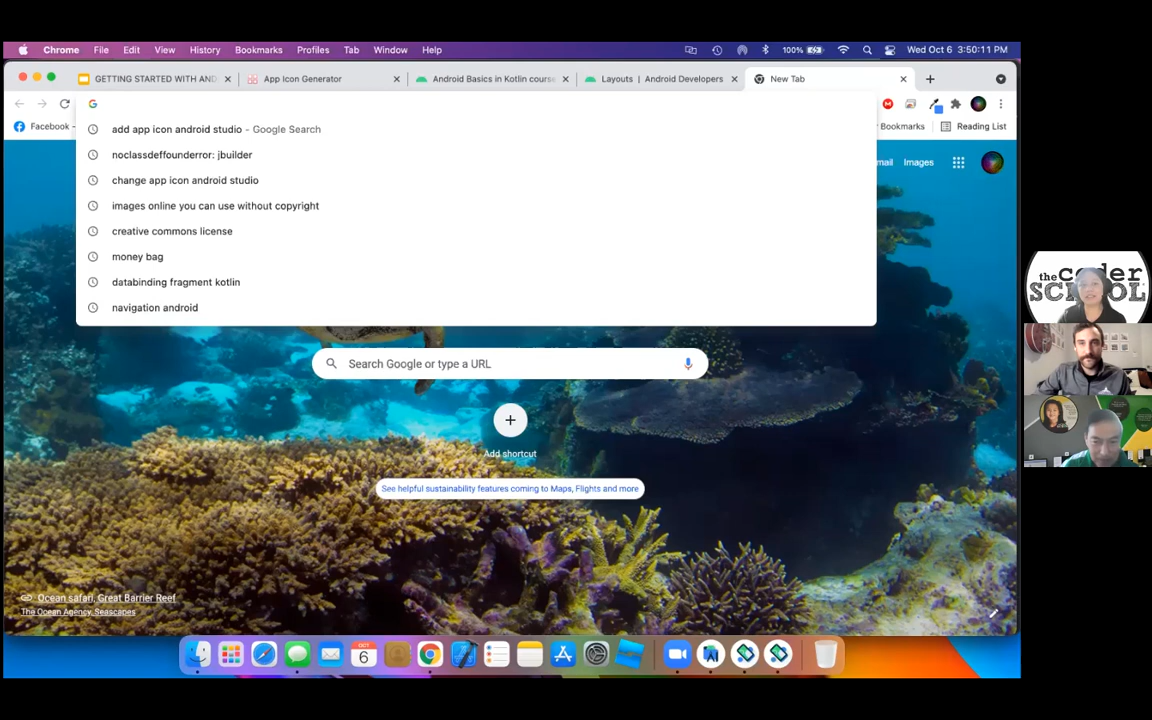 Chrome File Edit View History Bookmarks Profiles Tab Window Help 100% Wed Oct 6 3:50:11 PM
GETTING STARTED WITH AND
App Icon Generator
Android Basics in Kotlin course
Layouts | Android Developers
New Tab
Facebook -
Bookmarks
Reading List
add app icon android studio - Google Search
noclassdeffounderror: jbuilder
change app icon android studio
images online you can use without copyright
creative commons license
money bag
databinding fragment kotlin
navigation android
mail
Images
Search Google or type a URL
Add shortcut
See helpful sustainability features coming to Maps, Flights and more
Ocean safari, Great Barrier Reef
The Ocean Agency, Seascapes
OCT
6
the coder
SCHOOL